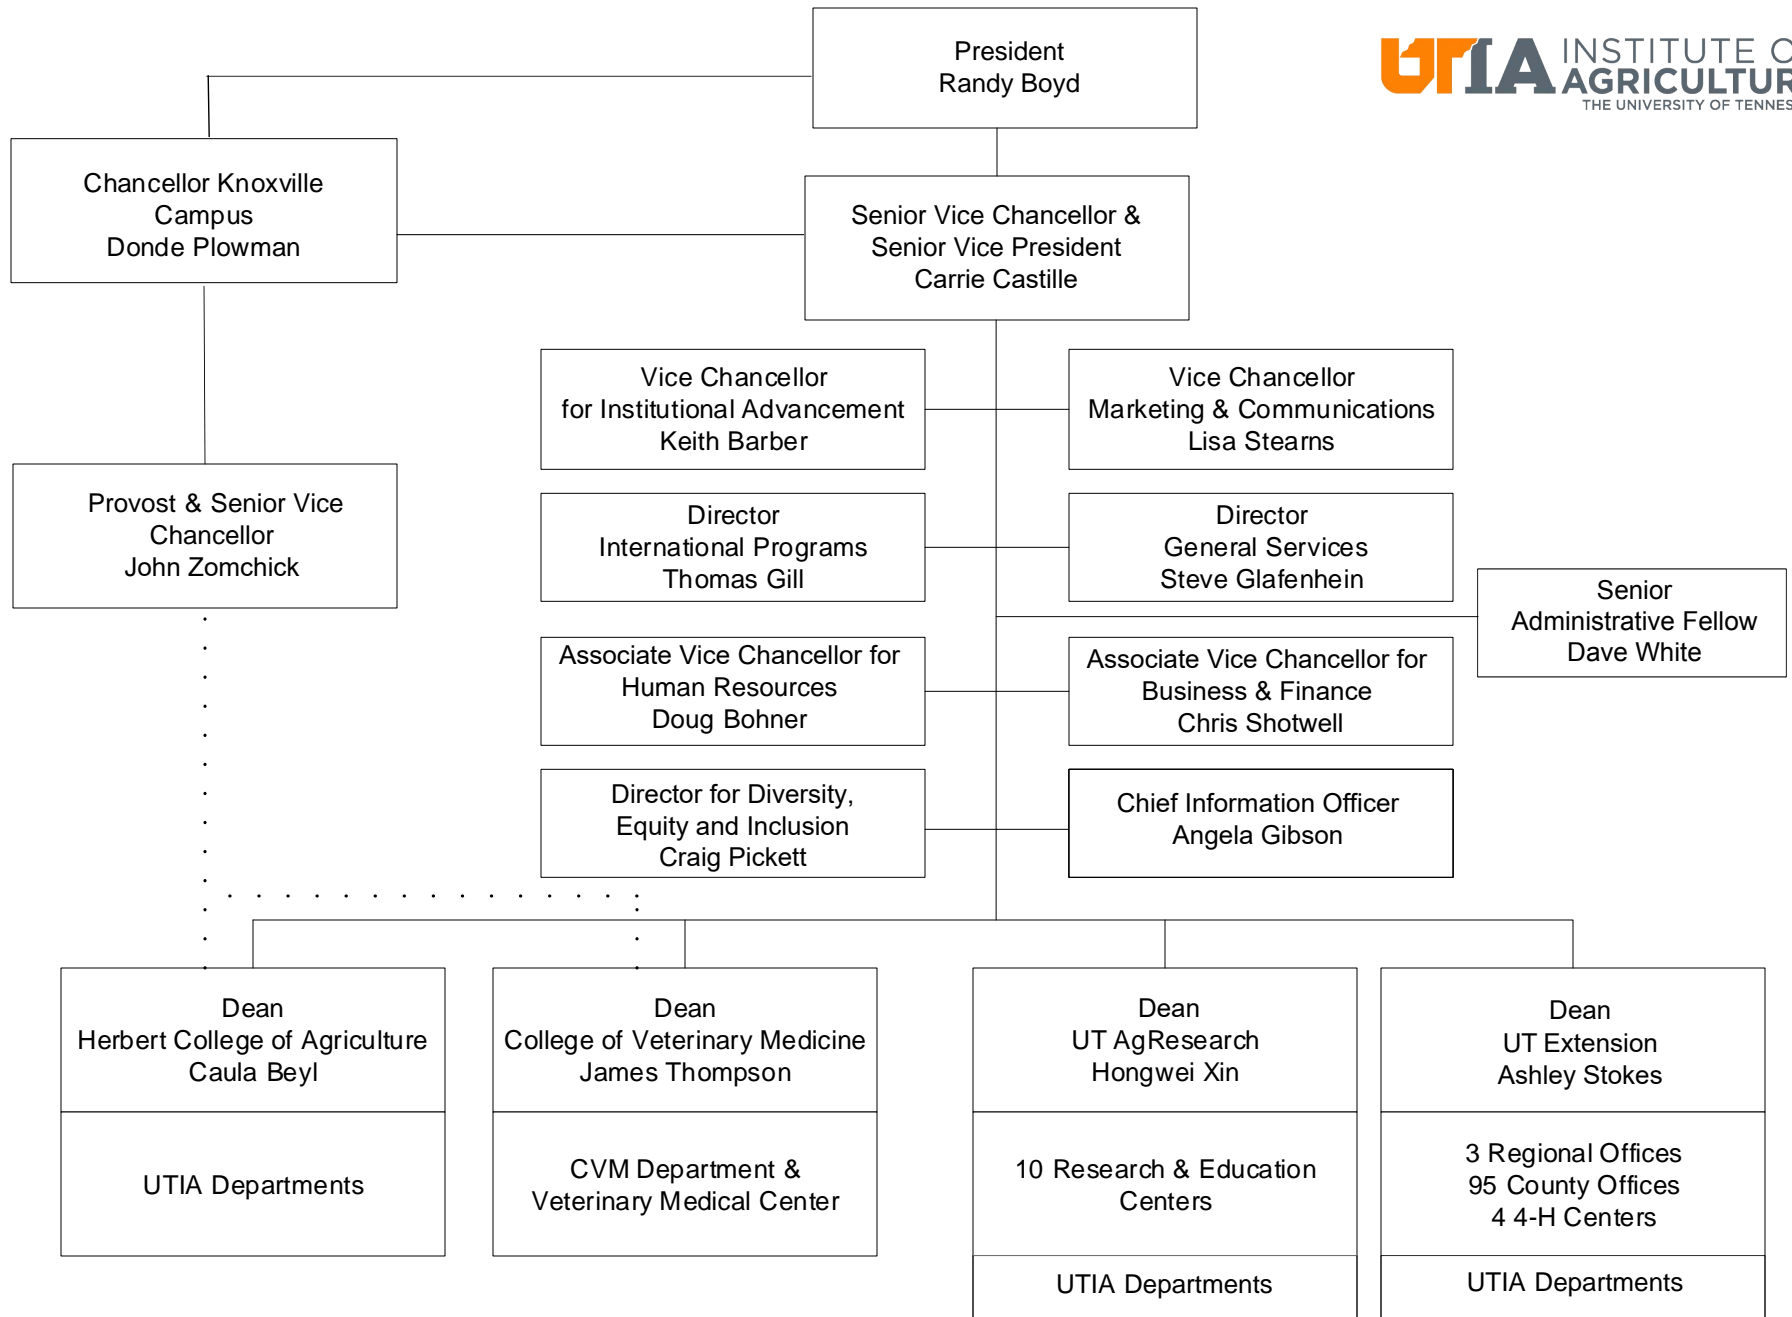 President
Randy Boyd
UTIA INSTITUTE O
AGRICULTUR
THE UNIVERSITY OF TENNES
Chancellor Knoxville
Campus
Donde Plowman
Senior Vice Chancellor &
Senior Vice President
Carrie Castille
Vice Chancellor
for Institutional Advancement
Keith Barber
Vice Chancellor
Marketing & Communications
Lisa Stearns
Provost & Senior Vice
Chancellor
John Zomchick
Director
International Programs
Thomas Gill
Director
General Services
Steve Glafenhein
Senior
Administrative Fellow
Dave White
Associate Vice Chancellor for
Human Resources
Doug Bohner
Associate Vice Chancellor for
Business & Finance
Chris Shotwell
Director for Diversity,
Equity and Inclusion
Craig Pickett
Chief Information Officer
Angela Gibson
Dean
Herbert College of Agriculture
Caula Beyl
Dean
College of Veterinary Medicine
James Thompson
Dean
UT AgResearch
Hongwei Xin
Dean
UT Extension
Ashley Stokes
UTIA Departments
CVM Department &
Veterinary Medical Center
10 Research & Education
Centers
3 Regional Offices
95 County Offices
4 4-H Centers
UTIA Departments
UTIA Departments